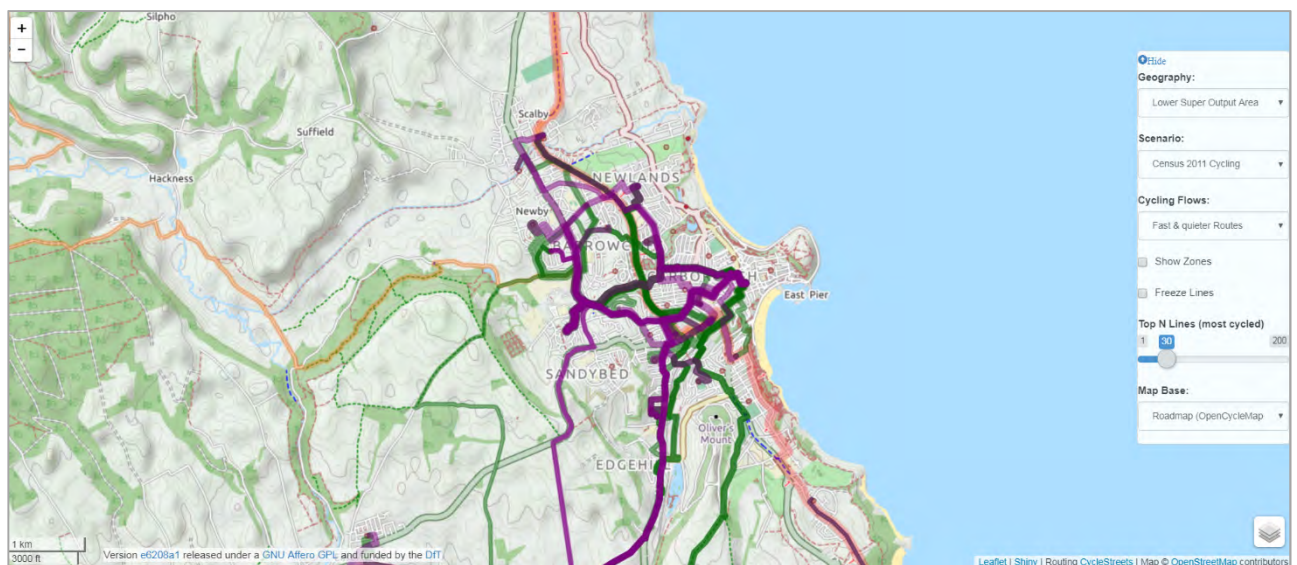 +
−
Silpho
Scalby
Suffield
Hackness
NEWLANDS
Newby
East Pier
SANDYBED
Oliver's
Mount
EDGEHILL
Hide
Geography:
Lower Super Output Area
Scenario:
Census 2011 Cycling
Cycling Flows:
Fast & quieter Routes
Show Zones
Freeze Lines
Top N Lines (most cycled)
1 30 200
Map Base:
Roadmap (OpenCycleMap
1 km
3000 ft
Version e6208a1 released under a GNU Affero GPL and funded by the DfT
Leaflet | Shiny | Routing CycleStreets | Map © OpenStreetMap contributors